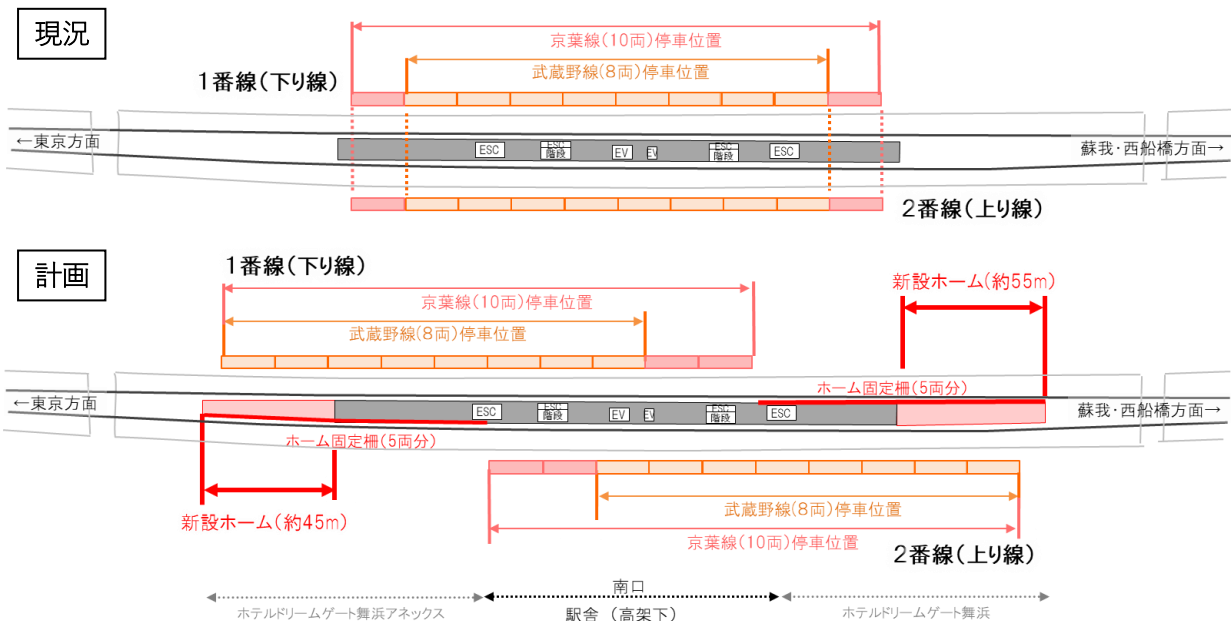 現況
京葉線(10両)停車位置
武蔵野線(8両)停車位置
1番線(下り線)
←東京方面
ESC
ESC
階段
EV
EV
ESC
階段
ESC
蘇我・西船橋方面→
2番線(上り線)
計画
1番線(下り線)
京葉線(10両)停車位置
武蔵野線(8両)停車位置
新設ホーム(約55m)
ホーム固定柵(5両分)
←東京方面
ESC
ESC
階段
EV
EV
ESC
階段
ESC
蘇我・西船橋方面→
ホーム固定柵(5両分)
新設ホーム(約45m)
武蔵野線(8両)停車位置
京葉線(10両)停車位置
2番線(上り線)
南口
ホテルドリームゲート舞浜アネックス
駅舎 (高架下)
ホテルドリームゲート舞浜